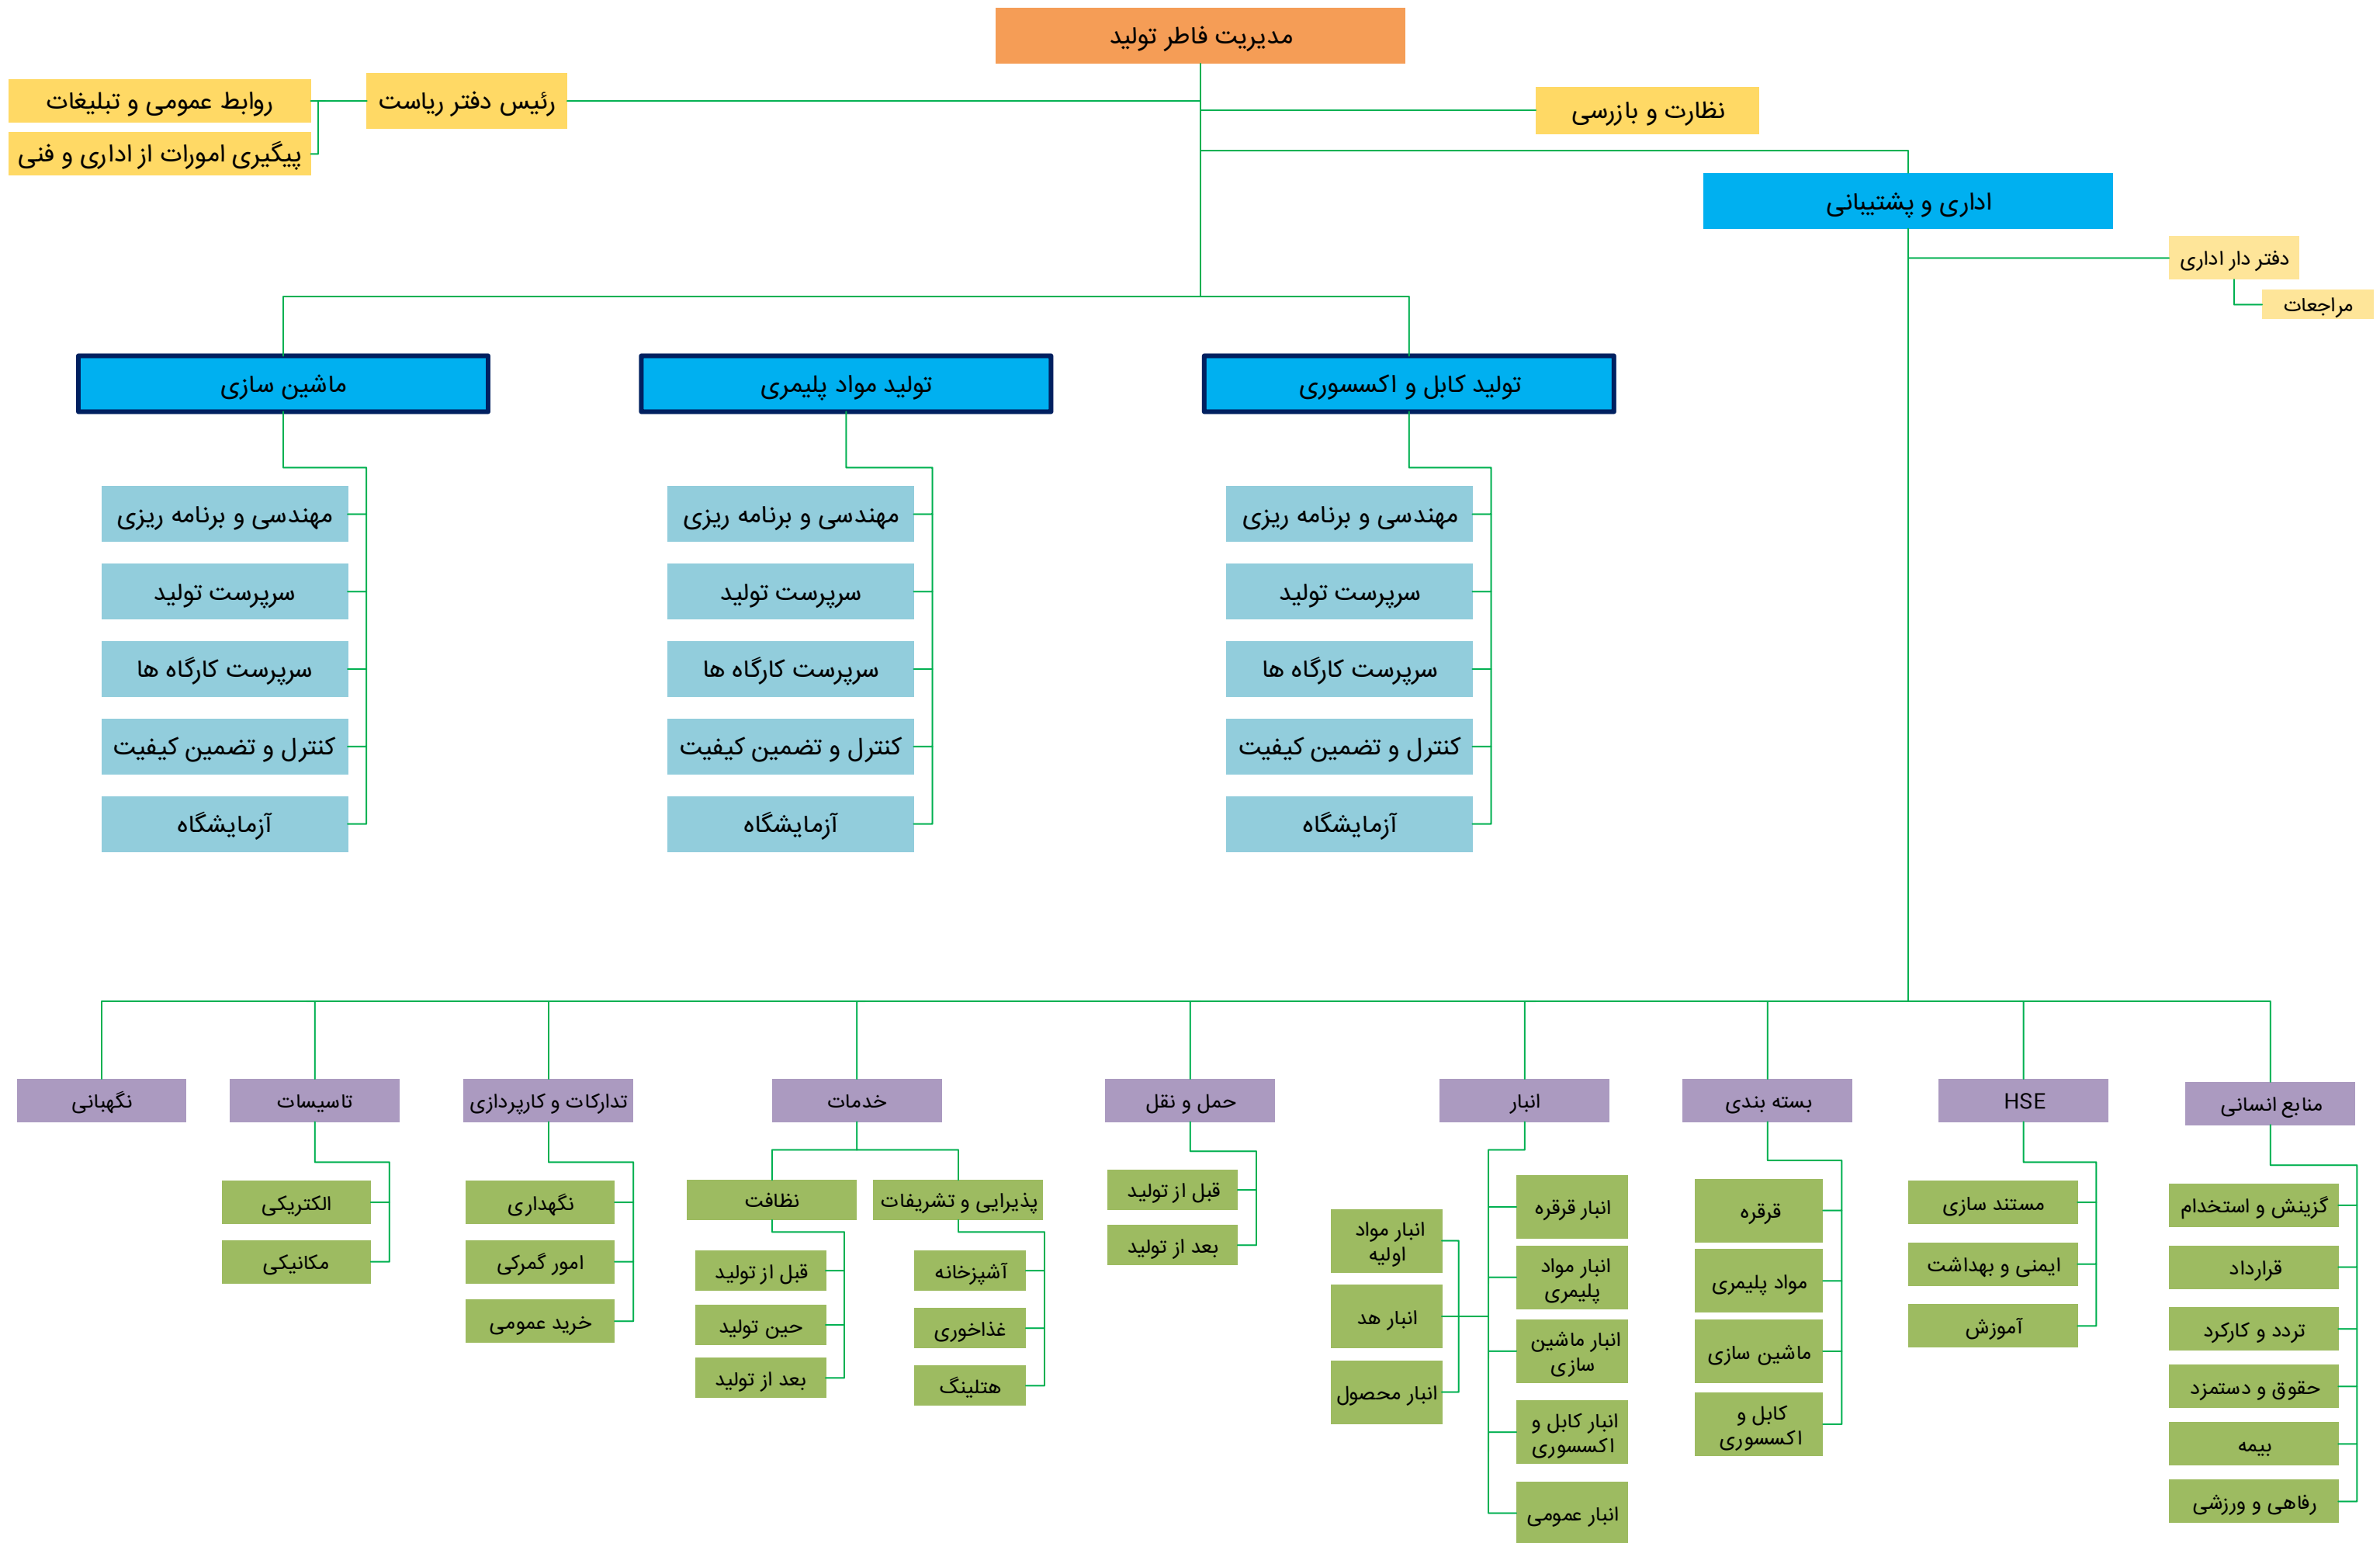 مدیریت فاطر تولید
نظارت و بازرسی
رئیس دفتر ریاست
روابط عمومی و تبلیغات
پیگیری امورات از اداری و فنی
اداری و پشتیبانی
دفتر دار اداری
مراجعات
تولید کابل و اکسسوری
تولید مواد پلیمری
ماشین سازی
مهندسی و برنامه ریزی
سرپرست تولید
سرپرست کارگاه ها
کنترل و تضمین کیفیت
آزمایشگاه
مهندسی و برنامه ریزی
سرپرست تولید
سرپرست کارگاه ها
کنترل و تضمین کیفیت
آزمایشگاه
مهندسی و برنامه ریزی
سرپرست تولید
سرپرست کارگاه ها
کنترل و تضمین کیفیت
آزمایشگاه
منابع انسانی
HSE
بسته بندی
انبار
حمل و نقل
خدمات
تدارکات و کارپردازی
تاسیسات
نگهبانی
گزینش و استخدام
قرارداد
تردد و کارکرد
حقوق و دستمزد
بیمه
رفاهی و ورزشی
مستند سازی
ایمنی و بهداشت
آموزش
قرقره
مواد پلیمری
ماشین سازی
کابل و
اکسسوری
انبار قرقره
انبار مواد
پلیمری
انبار ماشین
سازی
انبار کابل و
اکسسوری
انبار عمومی
انبار مواد
اولیه
انبار هد
انبار محصول
قبل از تولید
بعد از تولید
پذیرایی و تشریفات
آشپزخانه
غذاخوری
هتلینگ
نظافت
قبل از تولید
حین تولید
بعد از تولید
نگهداری
امور گمرکی
خرید عمومی
الکتریکی
مکانیکی